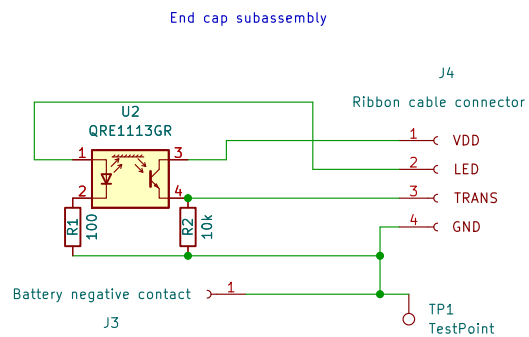 End cap subassembly
J4
Ribbon cable connector
U2
QRE1113GR
1 VDD
2 LED
3 TRANS
4 GND
1 3
2 4
R1 100
R2 10k
Battery negative contact 1
J3
TP1
TestPoint